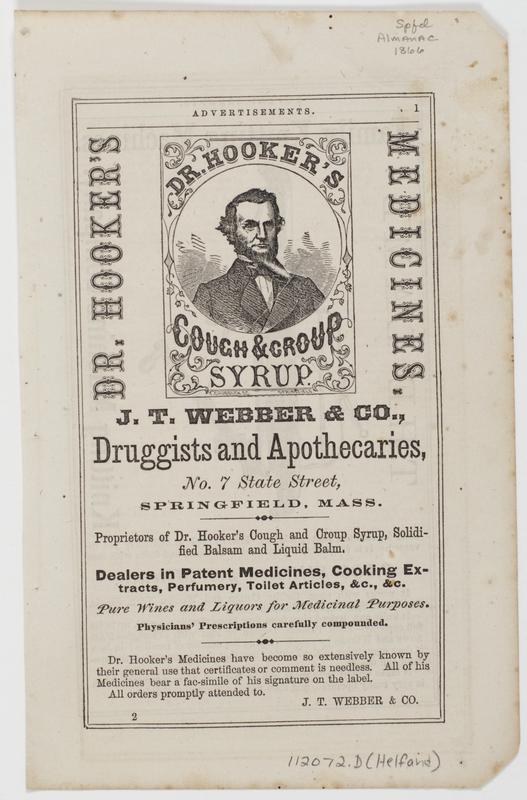 Spfd
Almanac
1866
ADVERTISEMENTS. 1
DR. HOOKER'S
DR. HOOKER'S
COUGH & CROUP
SYRUP.
MEDICINES.
J. T. WEBBER & CO.,
Druggists and Apothecaries,
No. 7 State Street,
SPRINGFIELD, MASS.
Proprietors of Dr. Hooker's Cough and Croup Syrup, Solidi-
fied Balsam and Liquid Balm.
Dealers in Patent Medicines, Cooking Ex-
tracts, Perfumery, Toilet Articles, &c., &c.
Pure Wines and Liquors for Medicinal Purposes.
Physicians' Prescriptions carefully compounded.
Dr. Hooker's Medicines have become so extensively known by
their general use that certificates or comment is needless. All of his
Medicines bear a fac-simile of his signature on the label.
All orders promptly attended to.
J. T. WEBBER & CO.
2
112072.D (Helfand)